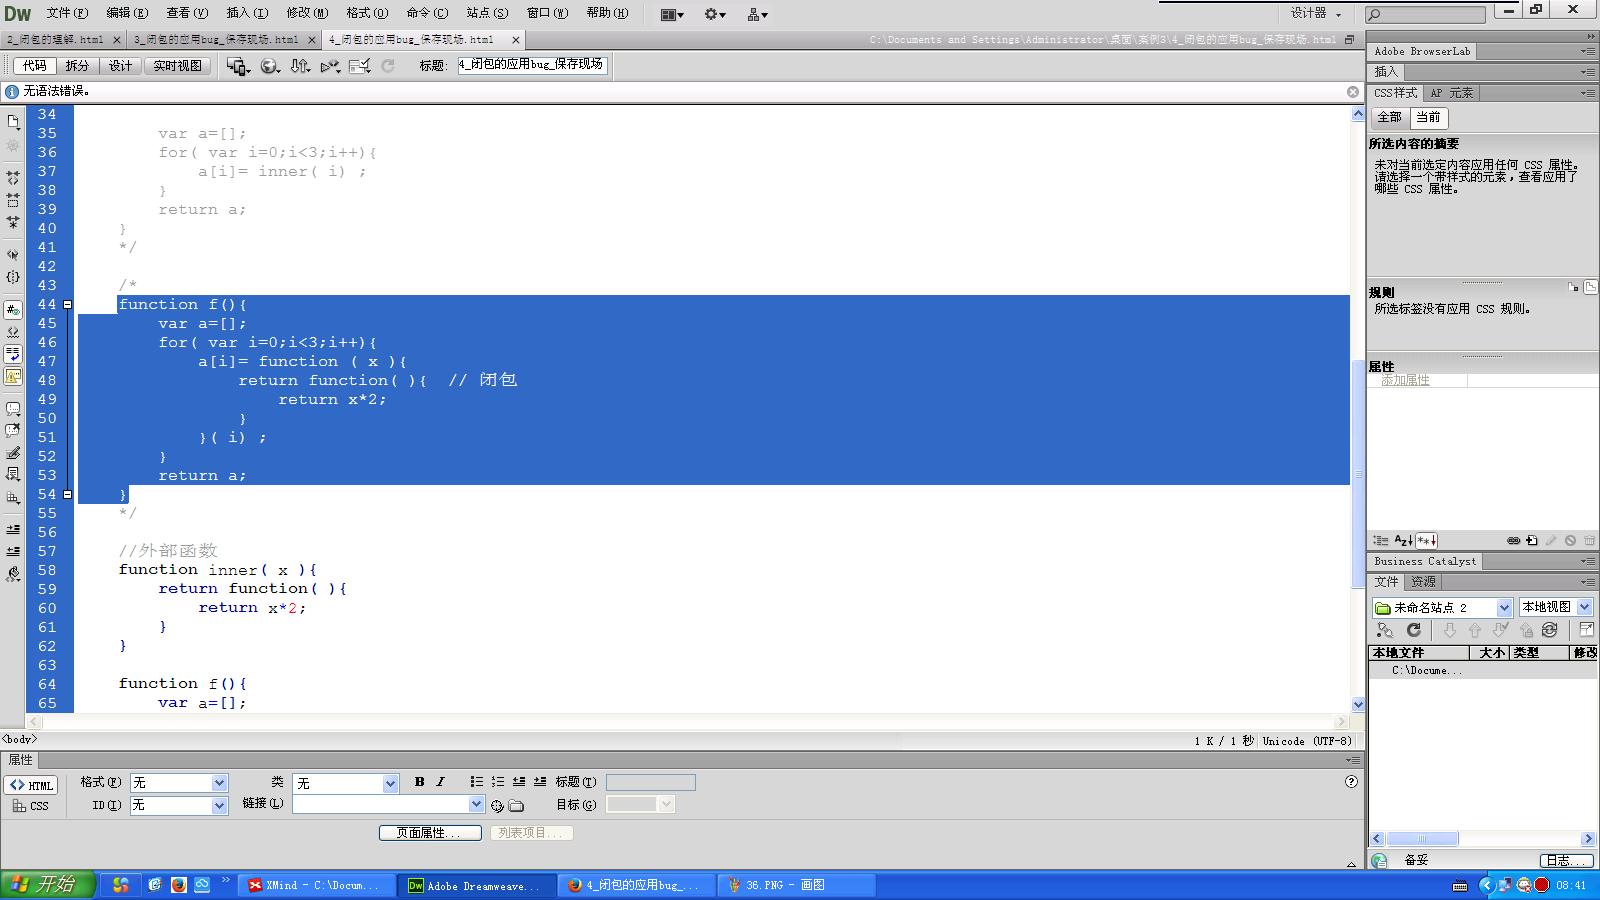 Dw 文件(F) 编辑(E) 查看(V) 插入(I) 修改(M) 格式(O) 命令(C) 站点(S) 窗口(W) 帮助(H) 设计器
2_闭包的理解.html × 3_闭包的应用bug_保存现场.html × 4_闭包的应用bug_保存现场.html × C:\Documents and Settings\Administrator\桌面\案例3\4_闭包的应用bug_保存现场.html
代码 拆分 设计 实时视图 标题: 4_闭包的应用bug_保存现场
无语法错误。
34
35 var a=[];
36 for( var i=0;i<3;i++){
37 a[i]= inner( i) ;
38 }
39 return a;
40 }
41 */
42
43 /*
44 function f(){
45 var a=[];
46 for( var i=0;i<3;i++){
47 a[i]= function ( x ){
48 return function( ){ // 闭包
49 return x*2;
50 }
51 }( i) ;
52 }
53 return a;
54 }
55 */
56
57 //外部函数
58 function inner( x ){
59 return function( ){
60 return x*2;
61 }
62 }
63
64 function f(){
65 var a=[];
<body> 1 K / 1 秒 Unicode (UTF-8)
属性
HTML 格式(F) 无 类 无 B I 标题(T)
CSS ID(I) 无 链接(L) 目标(G)
页面属性... 列表项目...
Adobe BrowserLab
插入
CSS样式 AP 元素
全部 当前
所选内容的摘要
未对当前选定内容应用任何 CSS 属性。
请选择一个带样式的元素，查看应用了
哪些 CSS 属性。
规则
所选标签没有应用 CSS 规则。
属性
添加属性
Business Catalyst
文件 资源
未命名站点 2 本地视图
本地文件 大小 类型 修改
C:\Docume...
备妥 日志...
开始 XMind - C:\Docum... Adobe Dreamweave... 4_闭包的应用bug_... 36.PNG - 画图 08:41